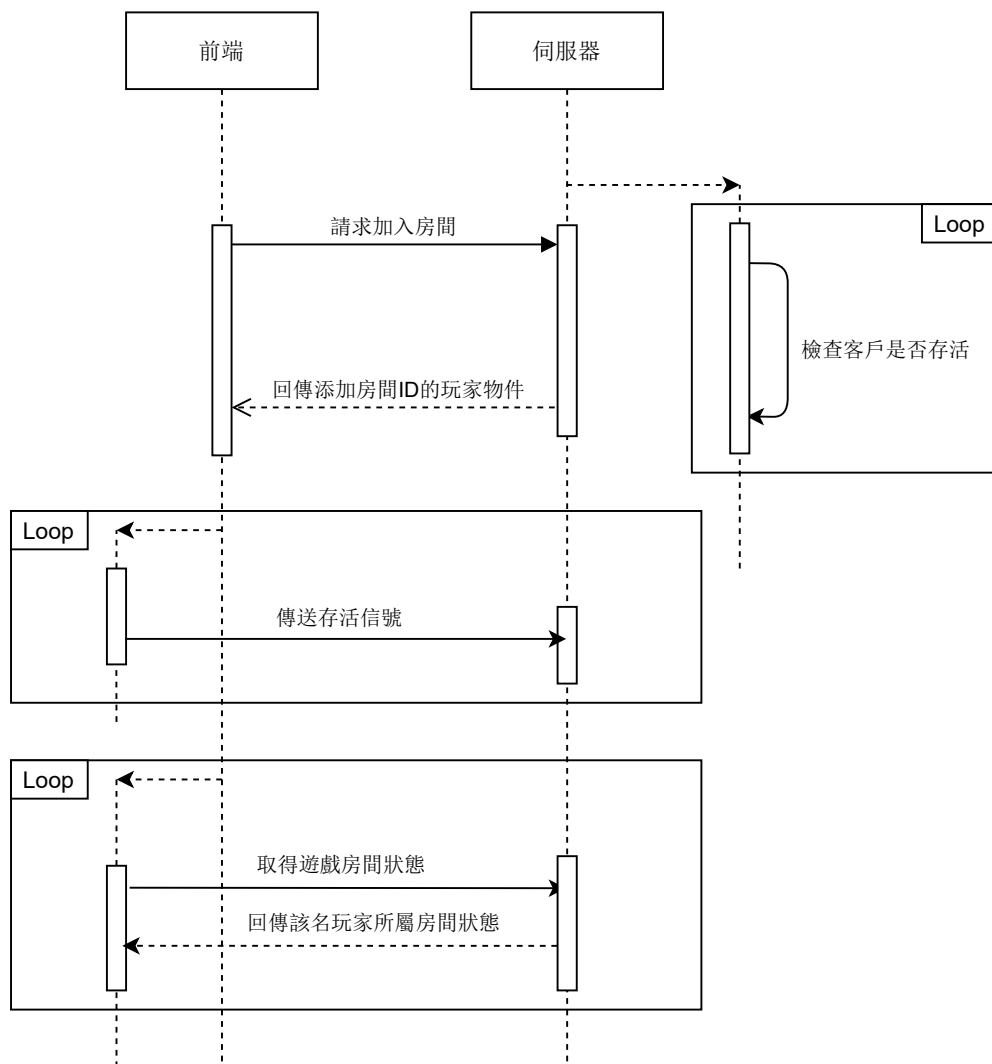 前端
伺服器
Loop
請求加入房間
檢查客戶是否存活
回傳添加房間ID的玩家物件
Loop
傳送存活信號
Loop
取得遊戲房間狀態
回傳該名玩家所屬房間狀態